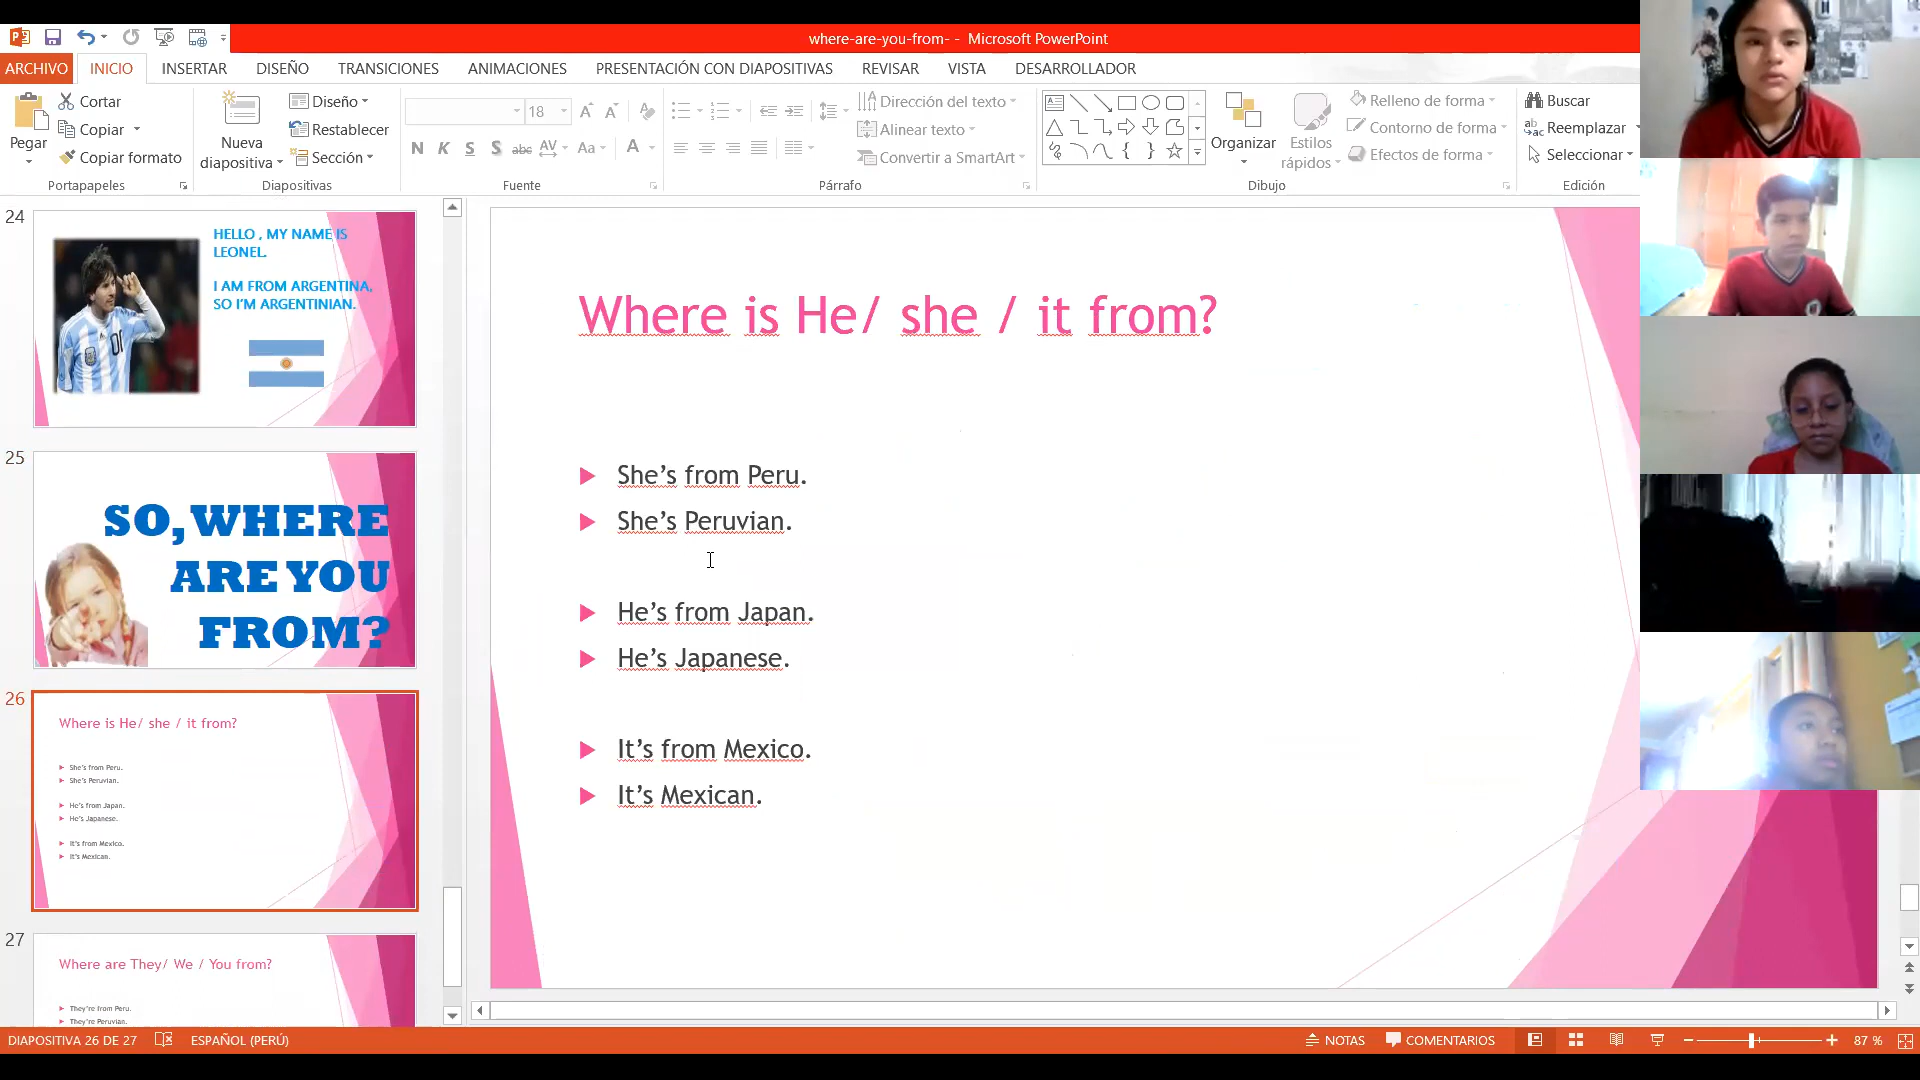 where-are-you-from- - Microsoft PowerPoint
ARCHIVO INICIO INSERTAR DISEÑO TRANSICIONES ANIMACIONES PRESENTACIÓN CON DIAPOSITIVAS REVISAR VISTA DESARROLLADOR
Pegar
Cortar
Copiar
Copiar formato
Portapapeles
Nueva
diapositiva
Diseño
Restablecer
Sección
Diapositivas
18
N K S S abc AV Aa A
Fuente
Dirección del texto
Alinear texto
Convertir a SmartArt
Párrafo
Organizar
Estilos
rápidos
Relleno de forma
Contorno de forma
Efectos de forma
Dibujo
Buscar
Reemplazar
Seleccionar
Edición
24
HELLO , MY NAME IS
LEONEL.
I AM FROM ARGENTINA,
SO I'M ARGENTINIAN.
25
SO, WHERE
ARE YOU
FROM?
26
Where is He/ she / it from?
She's from Peru.
She's Peruvian.
He's from Japan.
He's Japanese.
It's from Mexico.
It's Mexican.
27
Where are They/ We / You from?
They're from Peru.
They're Peruvian.
Where is He/ she / it from?
She's from Peru.
She's Peruvian.
He's from Japan.
He's Japanese.
It's from Mexico.
It's Mexican.
DIAPOSITIVA 26 DE 27 ESPAÑOL (PERÚ) NOTAS COMENTARIOS 87 %